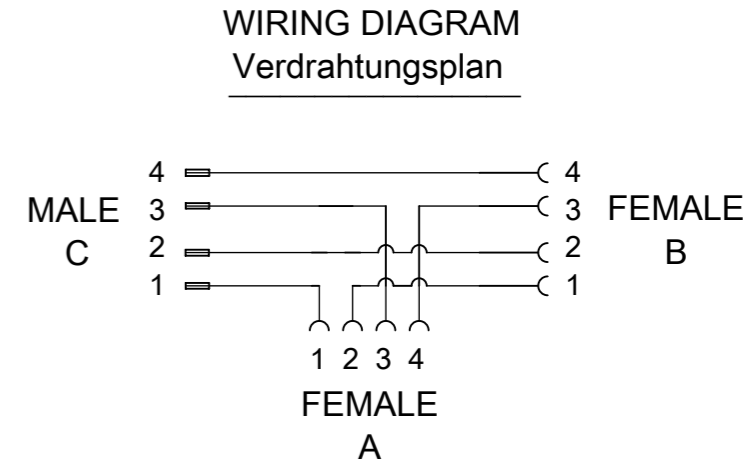 WIRING DIAGRAM
Verdrahtungsplan
4 4
MALE 3 3 FEMALE
C 2 2 B
1 1
1 2 3 4
FEMALE
A